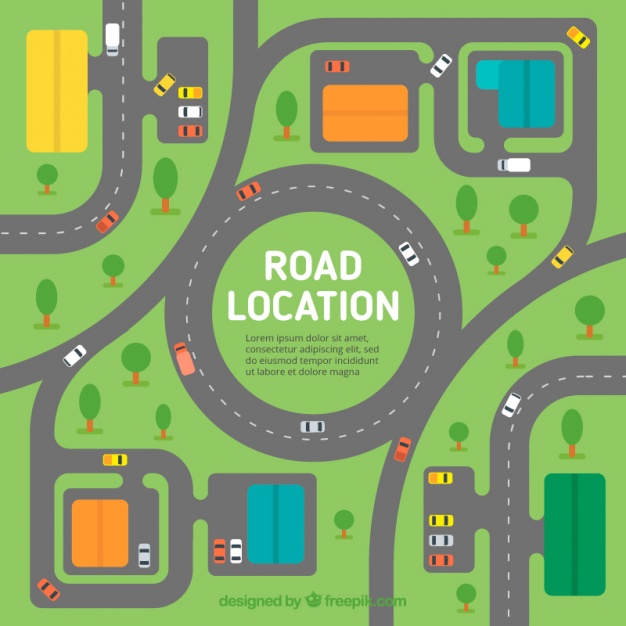 ROAD
LOCATION
Lorem ipsum dolor sit amet,
consectetur adipiscing elit, sed
do eiusmod tempor incididunt
ut labore et dolore magna
designed by freepik.com